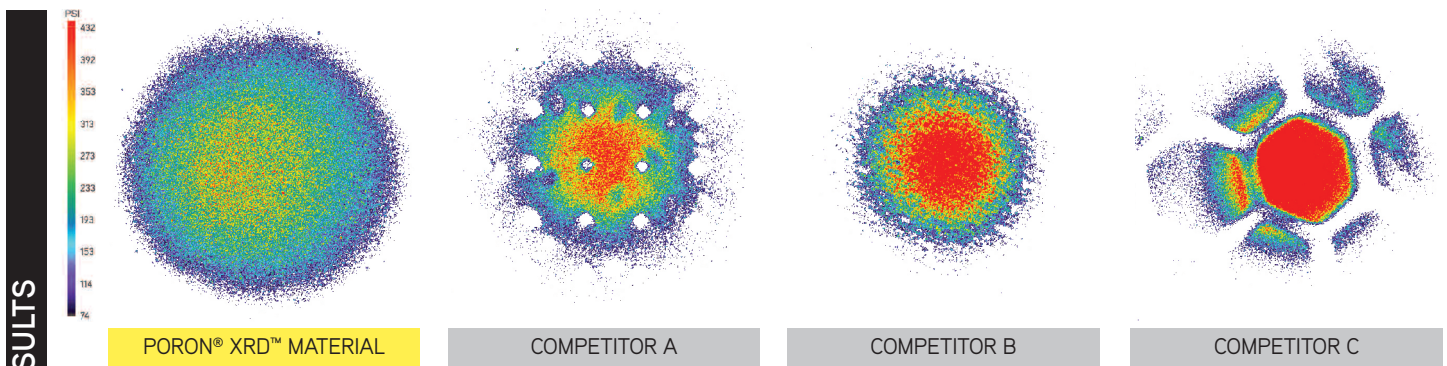 PSI
432
392
353
313
273
233
193
153
114
74
SULTS
PORON® XRD™ MATERIAL
COMPETITOR A
COMPETITOR B
COMPETITOR C